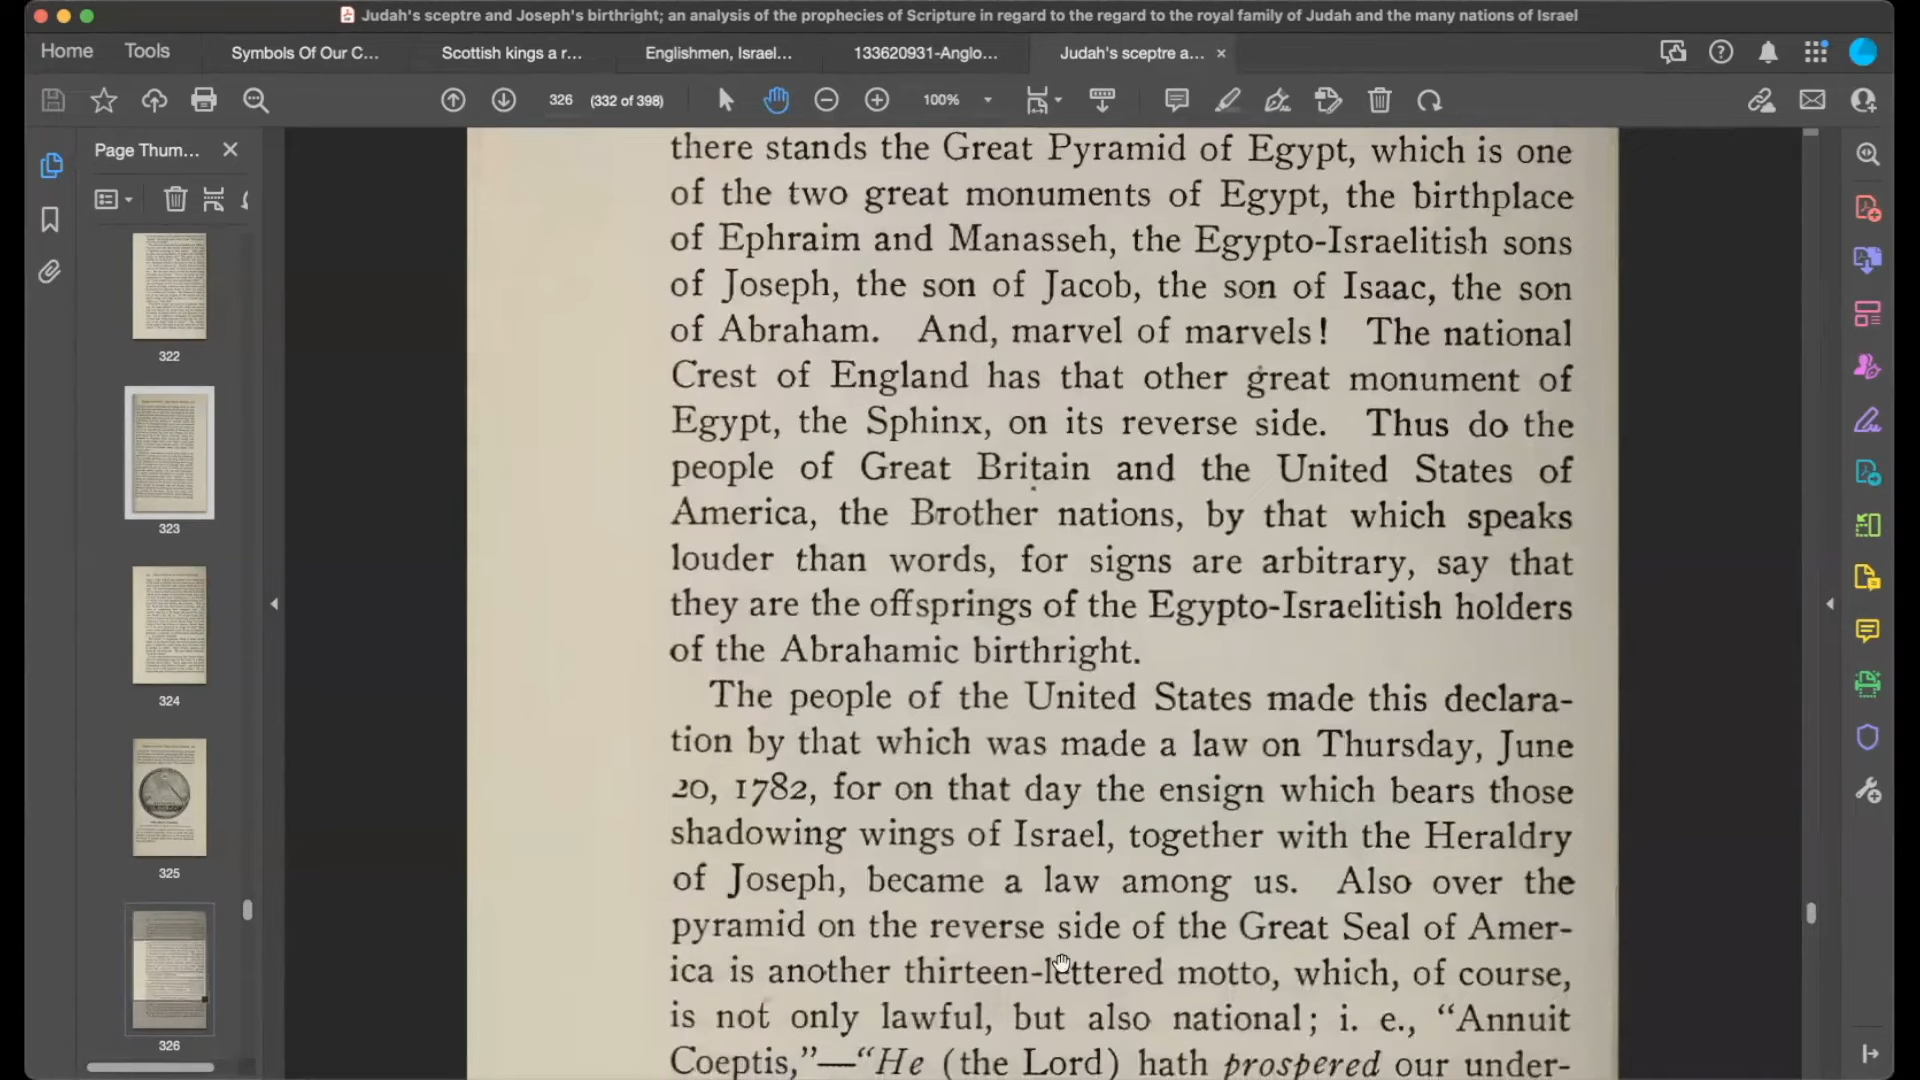 Judah's sceptre and Joseph's birthright; an analysis of the prophecies of Scripture in regard to the regard to the royal family of Judah and the many nations of Israel
Home Tools Symbols Of Our C... Scottish kings a r... Englishmen, Israel... 133620931-Anglo... Judah's sceptre a...
326 (332 of 398) 100%
Page Thum...
322
323
324
325
326
there stands the Great Pyramid of Egypt, which is one
of the two great monuments of Egypt, the birthplace
of Ephraim and Manasseh, the Egypto-Israelitish sons
of Joseph, the son of Jacob, the son of Isaac, the son
of Abraham. And, marvel of marvels! The national
Crest of England has that other great monument of
Egypt, the Sphinx, on its reverse side. Thus do the
people of Great Britain and the United States of
America, the Brother nations, by that which speaks
louder than words, for signs are arbitrary, say that
they are the offsprings of the Egypto-Israelitish holders
of the Abrahamic birthright.
The people of the United States made this declara-
tion by that which was made a law on Thursday, June
20, 1782, for on that day the ensign which bears those
shadowing wings of Israel, together with the Heraldry
of Joseph, became a law among us. Also over the
pyramid on the reverse side of the Great Seal of Amer-
ica is another thirteen-lettered motto, which, of course,
is not only lawful, but also national; i. e., "Annuit
Coeptis,"—"He (the Lord) hath prospered our under-